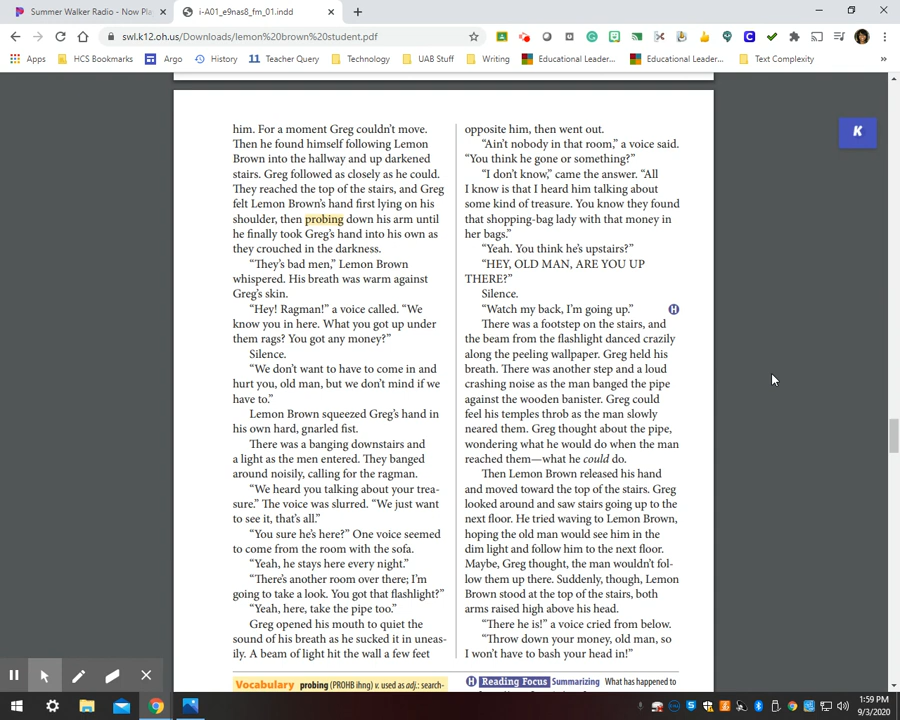 Summer Walker Radio - Now Pla
i-A01_e9nas8_fm_01.indd
swl.k12.oh.us/Downloads/lemon%20brown%20student.pdf
Apps
HCS Bookmarks
Argo
History
11 Teacher Query
Technology
UAB Stuff
Writing
Educational Leader...
Educational Leader...
Text Complexity
»
K
him. For a moment Greg couldn’t move.
Then he found himself following Lemon
Brown into the hallway and up darkened
stairs. Greg followed as closely as he could.
They reached the top of the stairs, and Greg
felt Lemon Brown’s hand first lying on his
shoulder, then probing down his arm until
he finally took Greg’s hand into his own as
they crouched in the darkness.
“They’s bad men,” Lemon Brown
whispered. His breath was warm against
Greg’s skin.
“Hey! Ragman!” a voice called. “We
know you in here. What you got up under
them rags? You got any money?”
Silence.
“We don’t want to have to come in and
hurt you, old man, but we don’t mind if we
have to.”
Lemon Brown squeezed Greg’s hand in
his own hard, gnarled fist.
There was a banging downstairs and
a light as the men entered. They banged
around noisily, calling for the ragman.
“We heard you talking about your trea-
sure.” The voice was slurred. “We just want
to see it, that’s all.”
“You sure he’s here?” One voice seemed
to come from the room with the sofa.
“Yeah, he stays here every night.”
“There’s another room over there; I’m
going to take a look. You got that flashlight?”
“Yeah, here, take the pipe too.”
Greg opened his mouth to quiet the
sound of his breath as he sucked it in uneas-
ily. A beam of light hit the wall a few feet
opposite him, then went out.
“Ain’t nobody in that room,” a voice said.
“You think he gone or something?”
“I don’t know,” came the answer. “All
I know is that I heard him talking about
some kind of treasure. You know they found
that shopping-bag lady with that money in
her bags.”
“Yeah. You think he’s upstairs?”
“HEY, OLD MAN, ARE YOU UP
THERE?”
Silence.
“Watch my back, I’m going up.” H
There was a footstep on the stairs, and
the beam from the flashlight danced crazily
along the peeling wallpaper. Greg held his
breath. There was another step and a loud
crashing noise as the man banged the pipe
against the wooden banister. Greg could
feel his temples throb as the man slowly
neared them. Greg thought about the pipe,
wondering what he would do when the man
reached them—what he could do.
Then Lemon Brown released his hand
and moved toward the top of the stairs. Greg
looked around and saw stairs going up to the
next floor. He tried waving to Lemon Brown,
hoping the old man would see him in the
dim light and follow him to the next floor.
Maybe, Greg thought, the man wouldn’t fol-
low them up there. Suddenly, though, Lemon
Brown stood at the top of the stairs, both
arms raised high above his head.
“There he is!” a voice cried from below.
“Throw down your money, old man, so
I won’t have to bash your head in!”
Vocabulary probing (PROHB ihng) v. used as adj.: search-
H Reading Focus Summarizing What has happened to
1:59 PM
9/3/2020